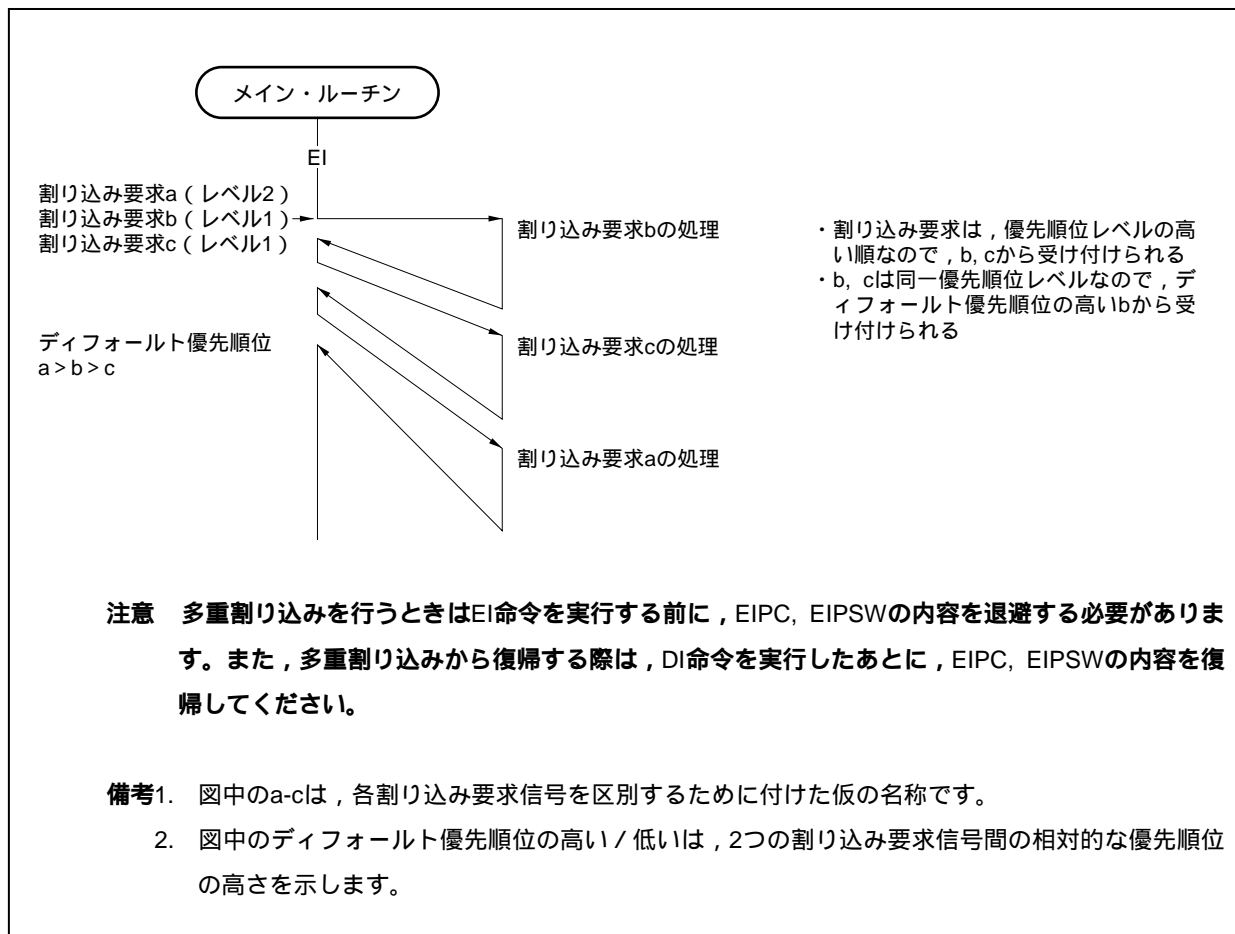 メイン・ルーチン
EI
割り込み要求a（レベル2）
割り込み要求b（レベル1）
割り込み要求c（レベル1）
ディフォールト優先順位
a>b>c
割り込み要求bの処理
割り込み要求cの処理
割り込み要求aの処理
・割り込み要求は，優先順位レベルの高
い順なので，b, cから受け付けられる
・b, cは同一優先順位レベルなので，デ
ィフォールト優先順位の高いbから受
け付けられる
注意 多重割り込みを行うときはEI命令を実行する前に，EIPC, EIPSWの内容を退避する必要がありま
す。また，多重割り込みから復帰する際は，DI命令を実行したあとに，EIPC, EIPSWの内容を復
帰してください。
備考1. 図中のa-cは，各割り込み要求信号を区別するために付けた仮の名称です。
2. 図中のディフォールト優先順位の高い／低いは，2つの割り込み要求信号間の相対的な優先順位
の高さを示します。